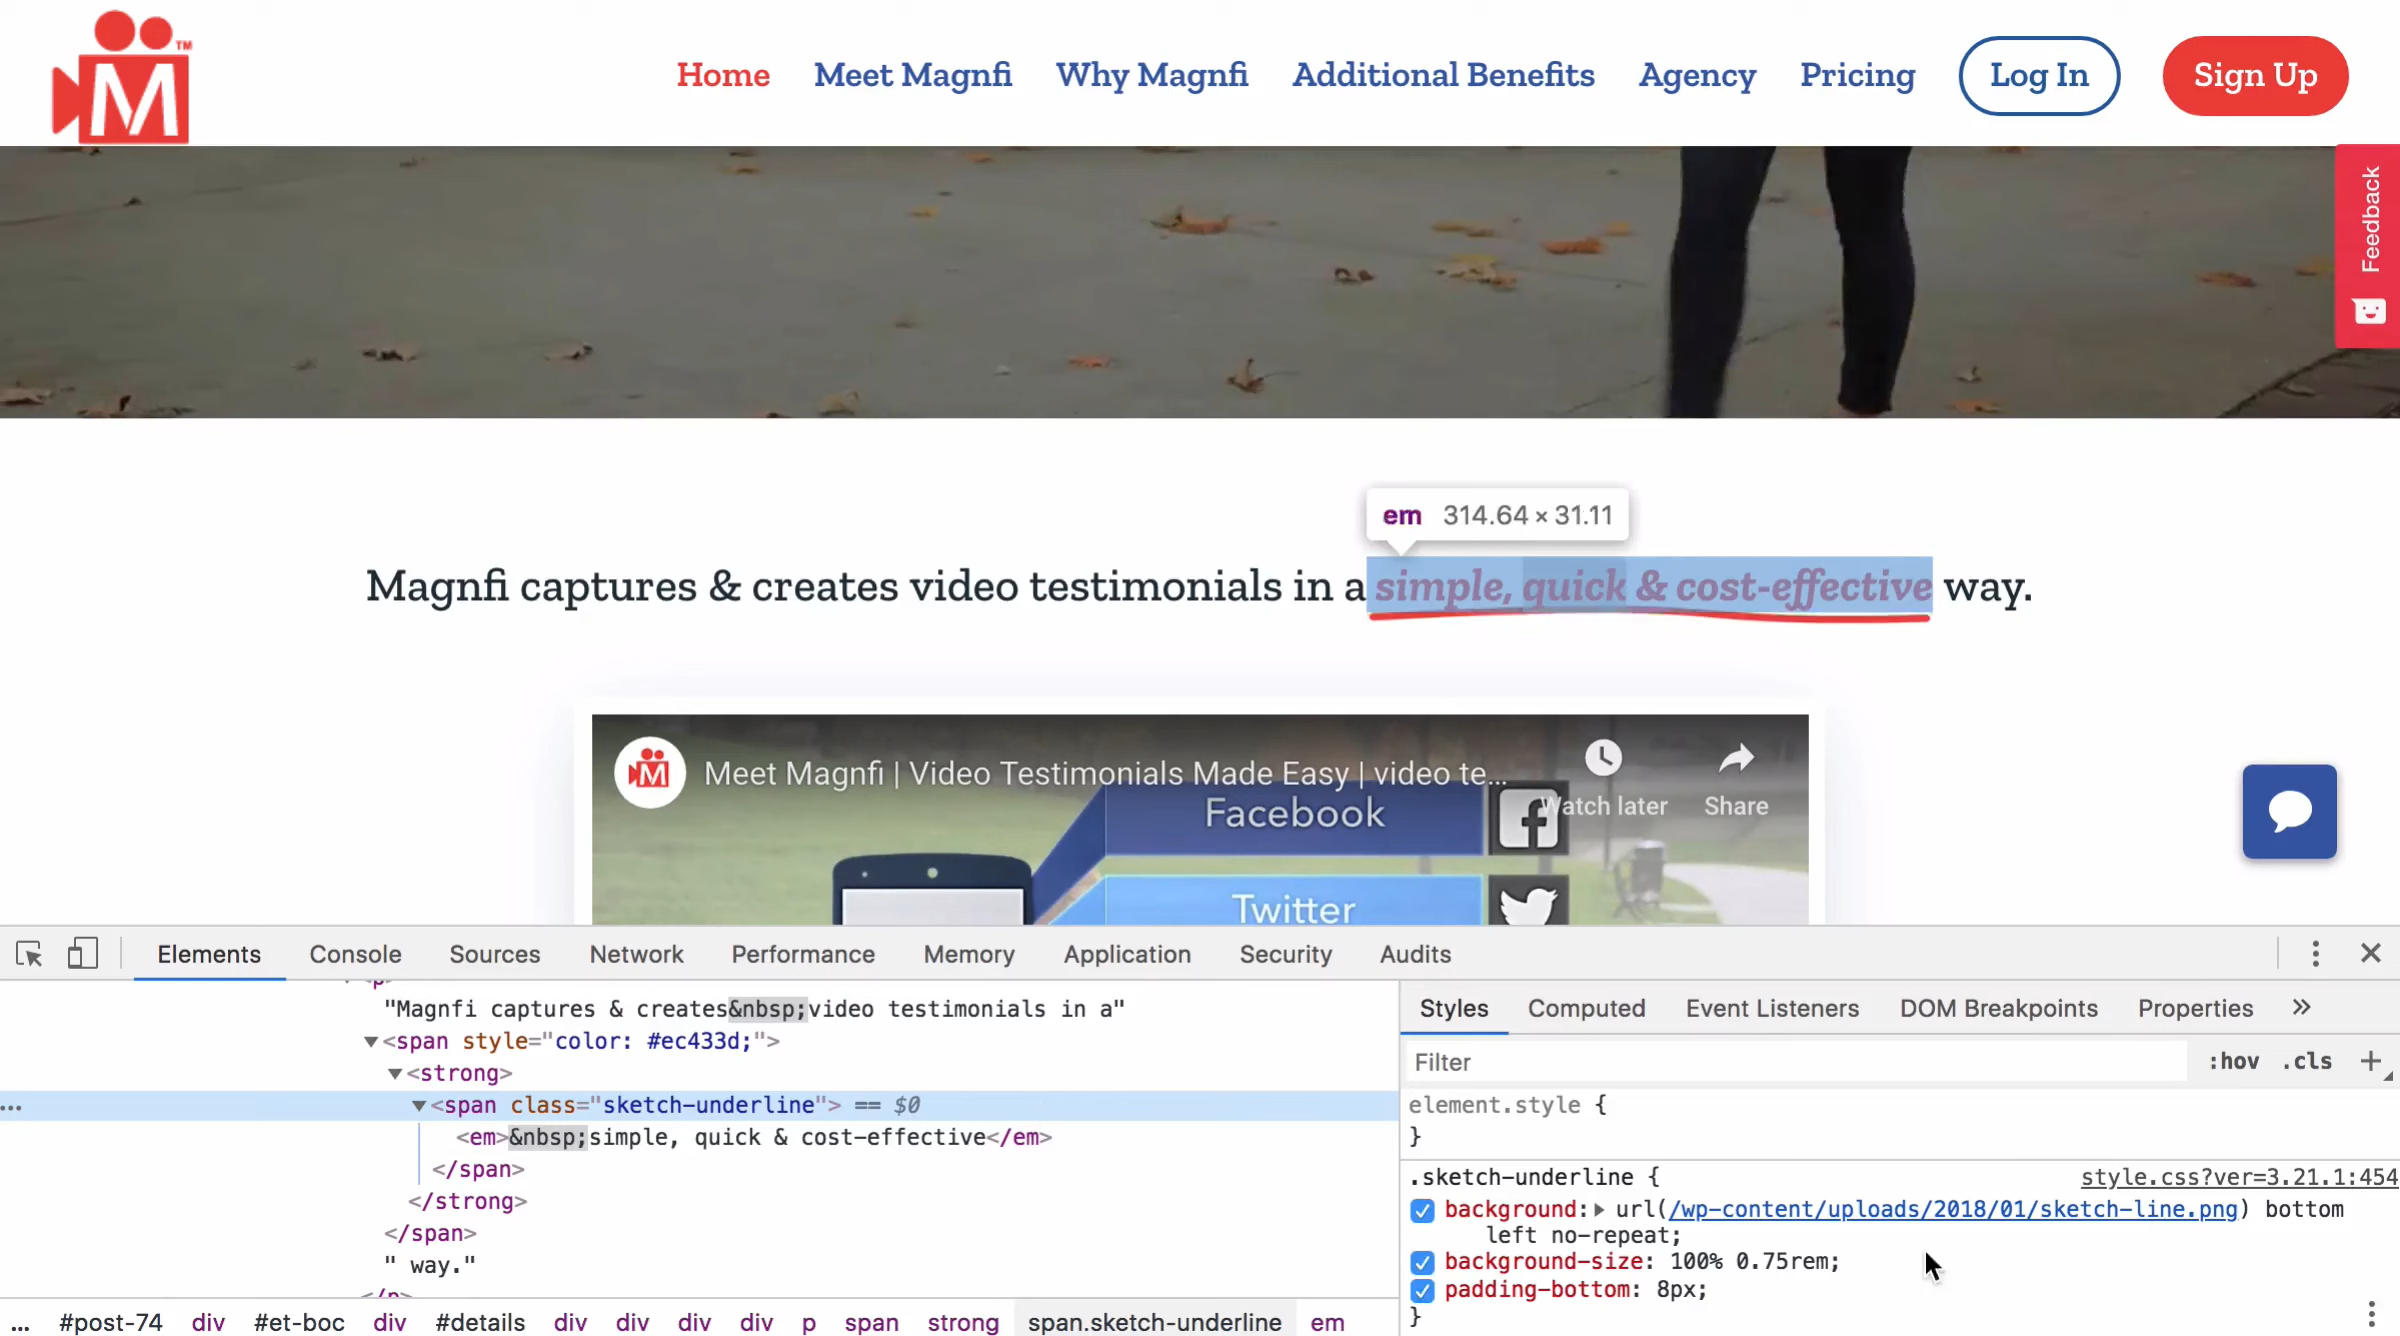 M™
Home Meet Magnfi Why Magnfi Additional Benefits Agency Pricing Log In Sign Up
Feedback
em 314.64 × 31.11
Magnfi captures & creates video testimonials in a simple, quick & cost-effective way.
M Meet Magnfi | Video Testimonials Made Easy | video te...
Watch later Share
Facebook
Twitter
Elements Console Sources Network Performance Memory Application Security Audits
"Magnfi captures & creates&nbsp;video testimonials in a"
▼<span style="color: #ec433d;">
▼<strong>
... ▼<span class="sketch-underline"> == $0
<em>&nbsp;simple, quick & cost-effective</em>
</span>
</strong>
</span>
" way."
</p>
... #post-74 div #et-boc div #details div div div div p span strong span.sketch-underline em
Styles Computed Event Listeners DOM Breakpoints Properties »
Filter :hov .cls +
element.style {
}
.sketch-underline { style.css?ver=3.21.1:454
background:▶ url(/wp-content/uploads/2018/01/sketch-line.png) bottom
left no-repeat;
background-size: 100% 0.75rem;
padding-bottom: 8px;
}